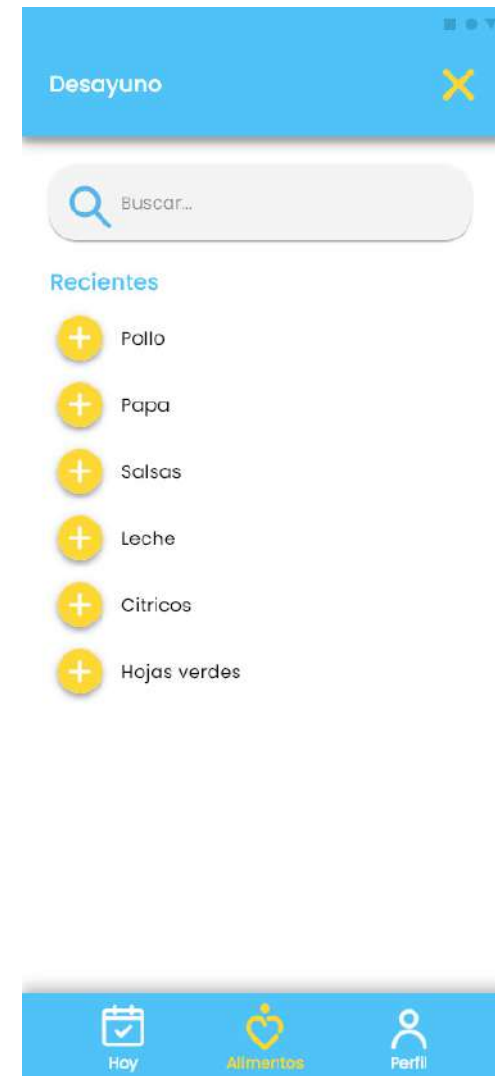 Desayuno
Buscar...
Recientes
Pollo
Papa
Salsas
Leche
Citricos
Hojas verdes
Hoy
Alimentos
Perfil